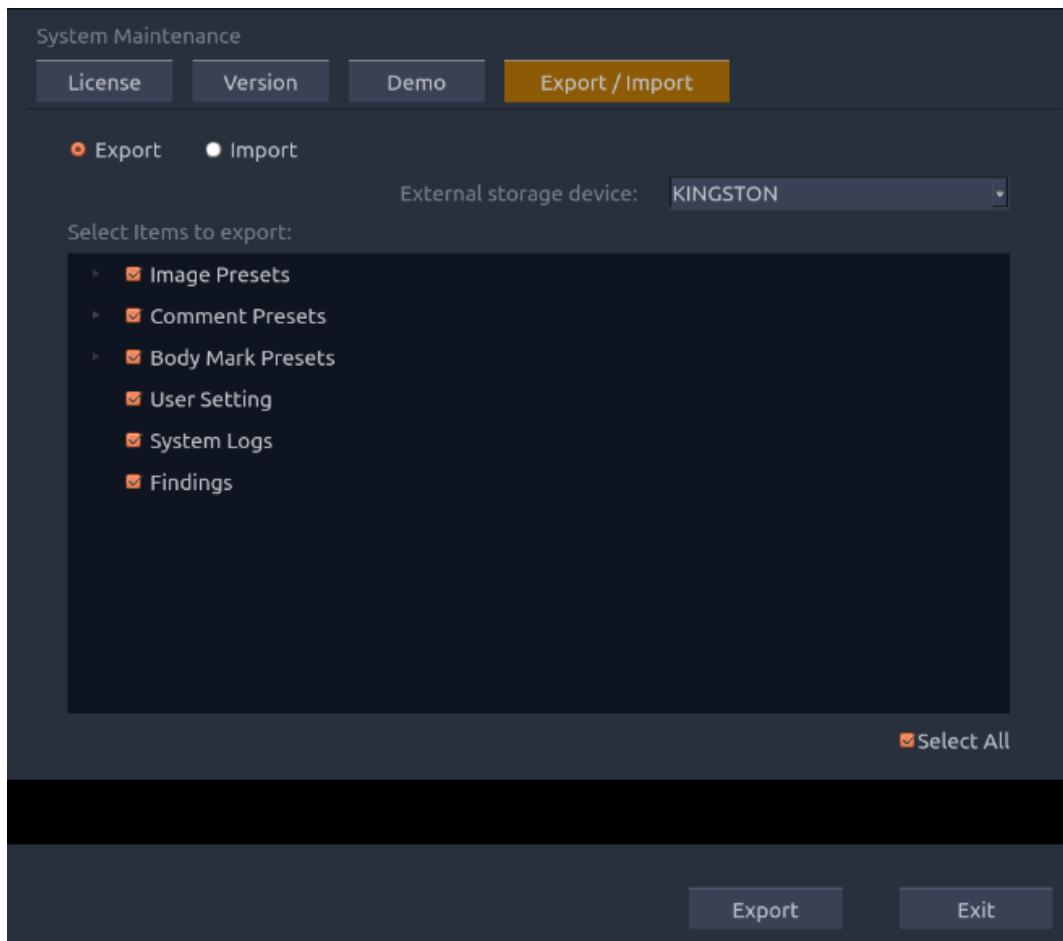 System Maintenance
License Version Demo Export / Import
Export Import
External storage device: KINGSTON
Select Items to export:
Image Presets
Comment Presets
Body Mark Presets
User Setting
System Logs
Findings
Select All
Export Exit